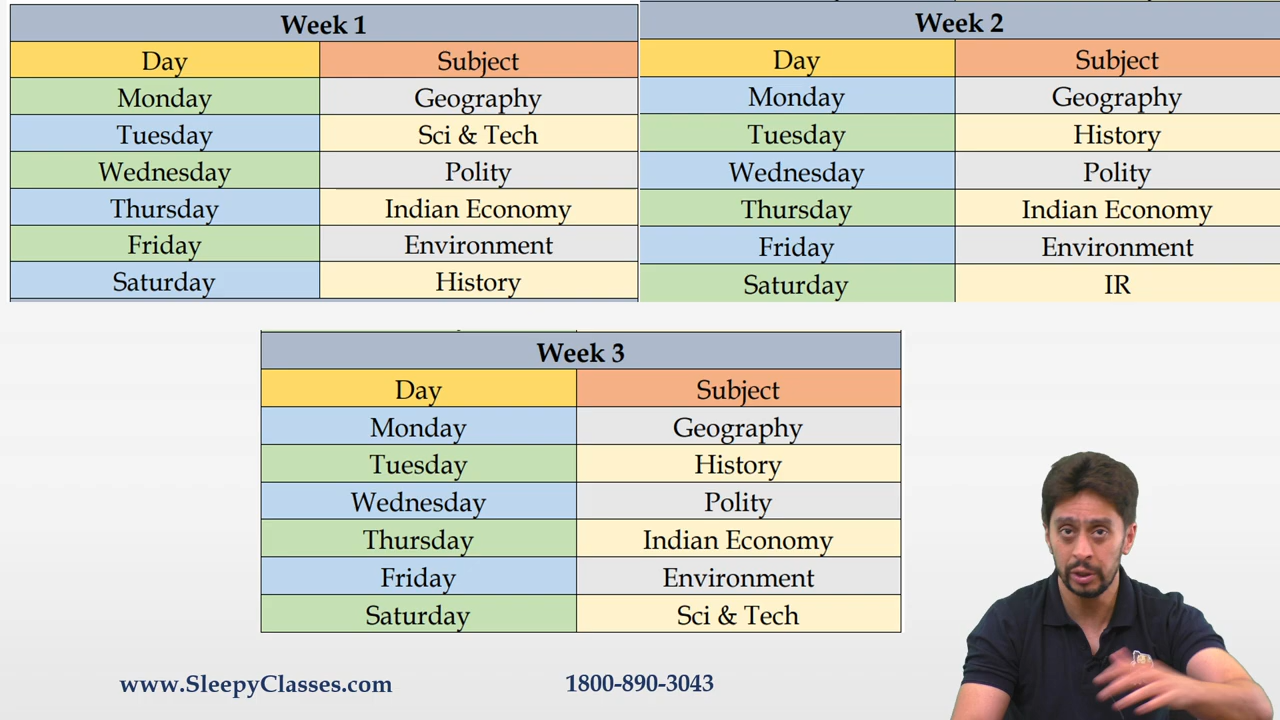 Week 1
Day Subject
Monday Geography
Tuesday Sci & Tech
Wednesday Polity
Thursday Indian Economy
Friday Environment
Saturday History
Week 2
Day Subject
Monday Geography
Tuesday History
Wednesday Polity
Thursday Indian Economy
Friday Environment
Saturday IR
Week 3
Day Subject
Monday Geography
Tuesday History
Wednesday Polity
Thursday Indian Economy
Friday Environment
Saturday Sci & Tech
www.SleepyClasses.com 1800-890-3043